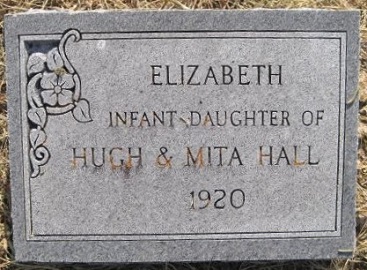 ELIZABETH
INFANT DAUGHTER OF
HUGH & MITA HALL
1920